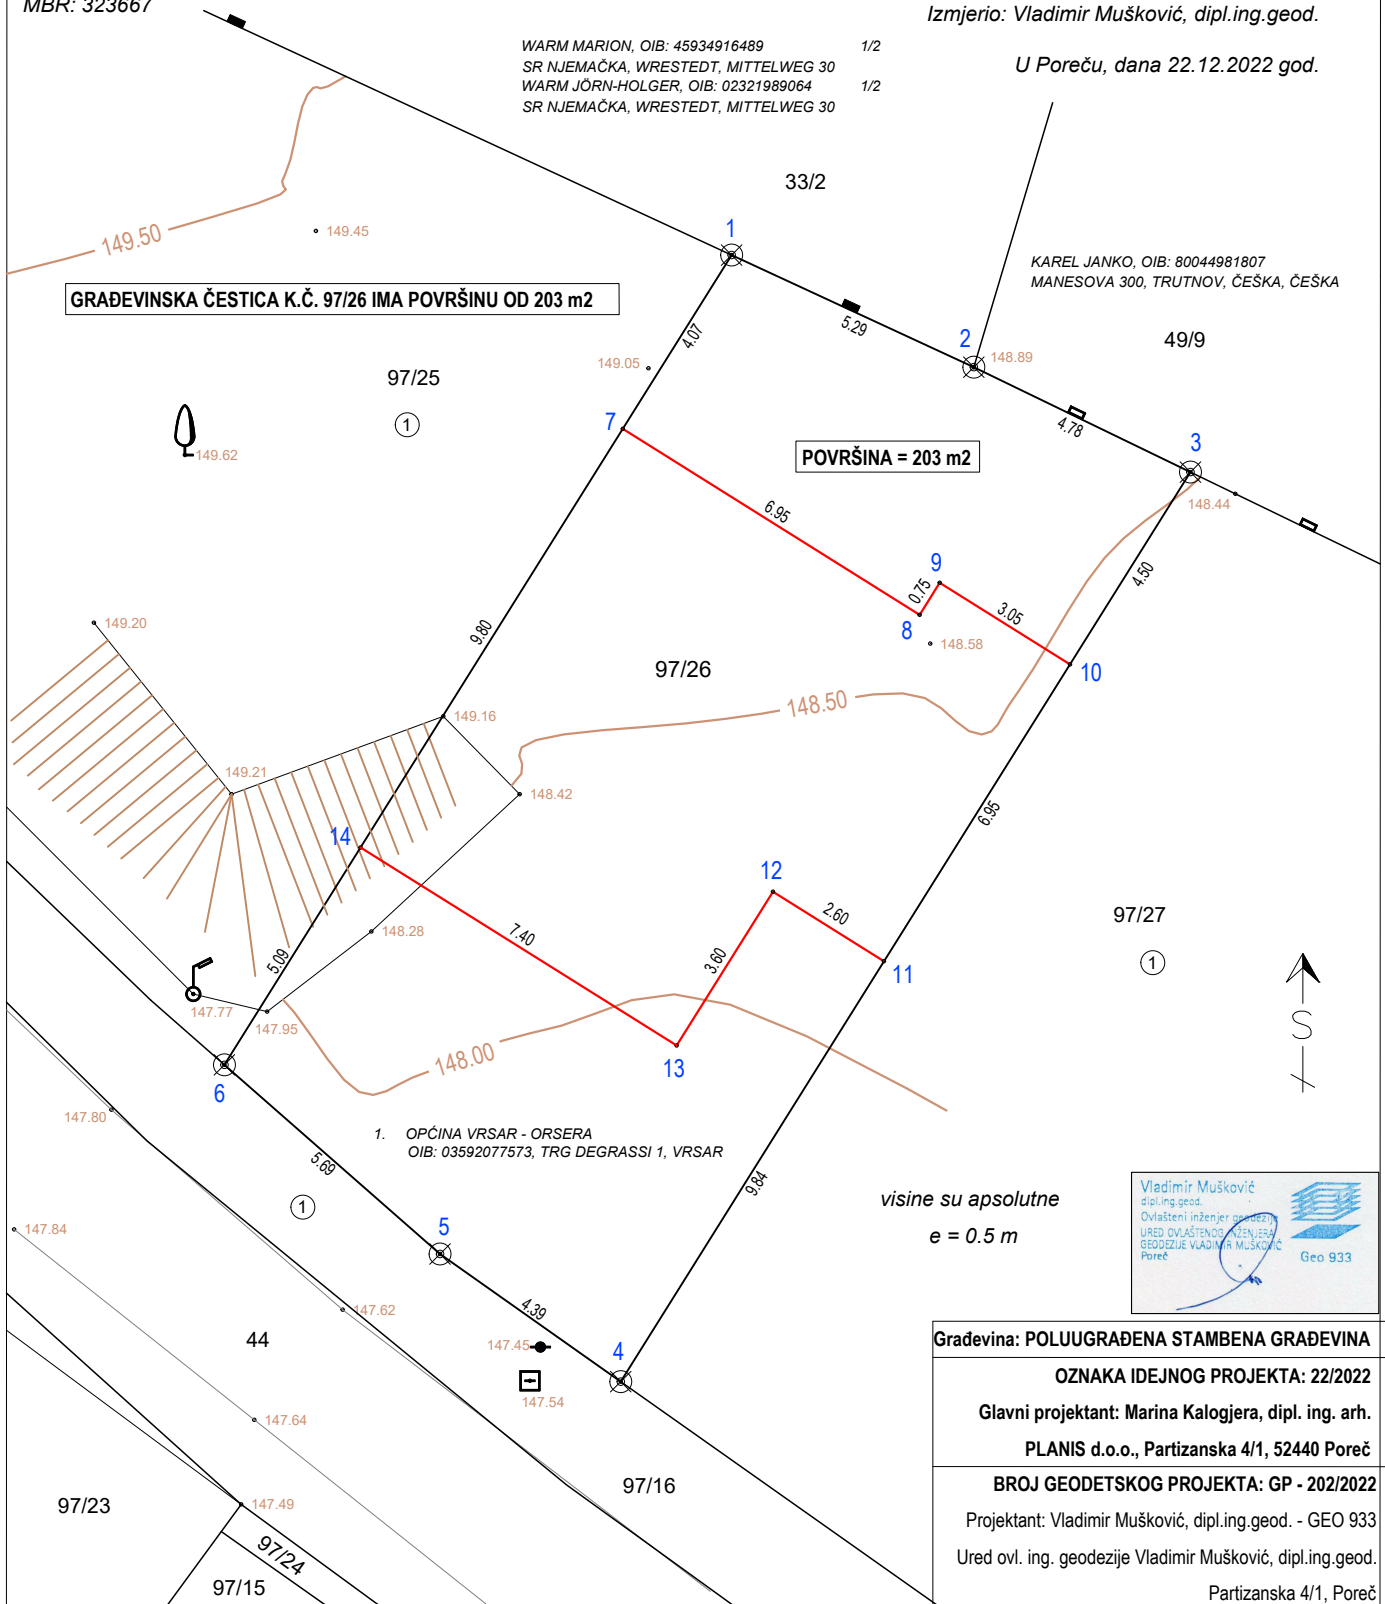 MBR: 323667
Izmjerio: Vladimir Mušković, dipl.ing.geod.
U Poreču, dana 22.12.2022 god.
WARM MARION, OIB: 45934916489 1/2
SR NJEMAČKA, WRESTEDT, MITTELWEG 30
WARM JÖRN-HOLGER, OIB: 02321989064 1/2
SR NJEMAČKA, WRESTEDT, MITTELWEG 30
33/2
149.50
149.45
1
KAREL JANKO, OIB: 80044981807
MANESOVA 300, TRUTNOV, ČEŠKA, ČEŠKA
GRAĐEVINSKA ČESTICA K.Č. 97/26 IMA POVRŠINU OD 203 m2
4.07
5.29
2
148.89
49/9
149.05
97/25
1
7
4.78
3
149.62
POVRŠINA = 203 m2
148.44
6.95
9
4.50
0.75
3.05
8
148.58
10
149.20
9.80
97/26
149.16
148.50
149.21
148.42
6.95
14
12
2.60
97/27
1
148.28
7.40
3.60
11
5.09
147.77
147.95
S
148.00
13
6
147.80
1. OPĆINA VRSAR - ORSERA
OIB: 03592077573, TRG DEGRASSI 1, VRSAR
5.69
9.84
1
visine su apsolutne
e = 0.5 m
Vladimir Mušković
dipl.ing.geod.
Ovlašteni inženjer geodezije
URED OVLAŠTENOG INŽENJERA
GEODEZIJE VLADIMIR MUŠKOVIĆ
Poreč
Geo 933
147.84
5
4.39
147.62
44
147.45
4
147.54
147.64
97/16
97/23
147.49
97/24
97/15
Građevina: POLUUGRAĐENA STAMBENA GRAĐEVINA
OZNAKA IDEJNOG PROJEKTA: 22/2022
Glavni projektant: Marina Kalogjera, dipl. ing. arh.
PLANIS d.o.o., Partizanska 4/1, 52440 Poreč
BROJ GEODETSKOG PROJEKTA: GP - 202/2022
Projektant: Vladimir Mušković, dipl.ing.geod. - GEO 933
Ured ovl. ing. geodezije Vladimir Mušković, dipl.ing.geod.
Partizanska 4/1, Poreč